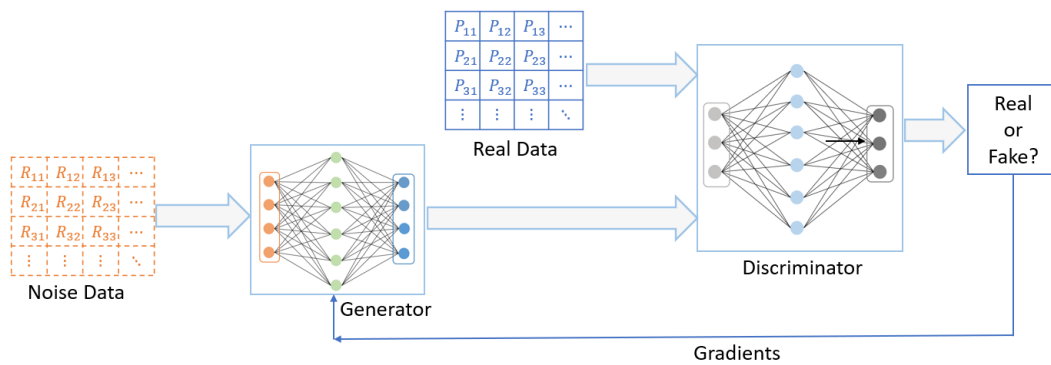 P₁₁ P₁₂ P₁₃ ⋯
P₂₁ P₂₂ P₂₃ ⋯
P₃₁ P₃₂ P₃₃ ⋯
⋮ ⋮ ⋮ ⋱
Real Data
Real
or
Fake?
R₁₁ R₁₂ R₁₃ ⋯
R₂₁ R₂₂ R₂₃ ⋯
R₃₁ R₃₂ R₃₃ ⋯
⋮ ⋮ ⋮ ⋱
Noise Data
Generator
Discriminator
Gradients